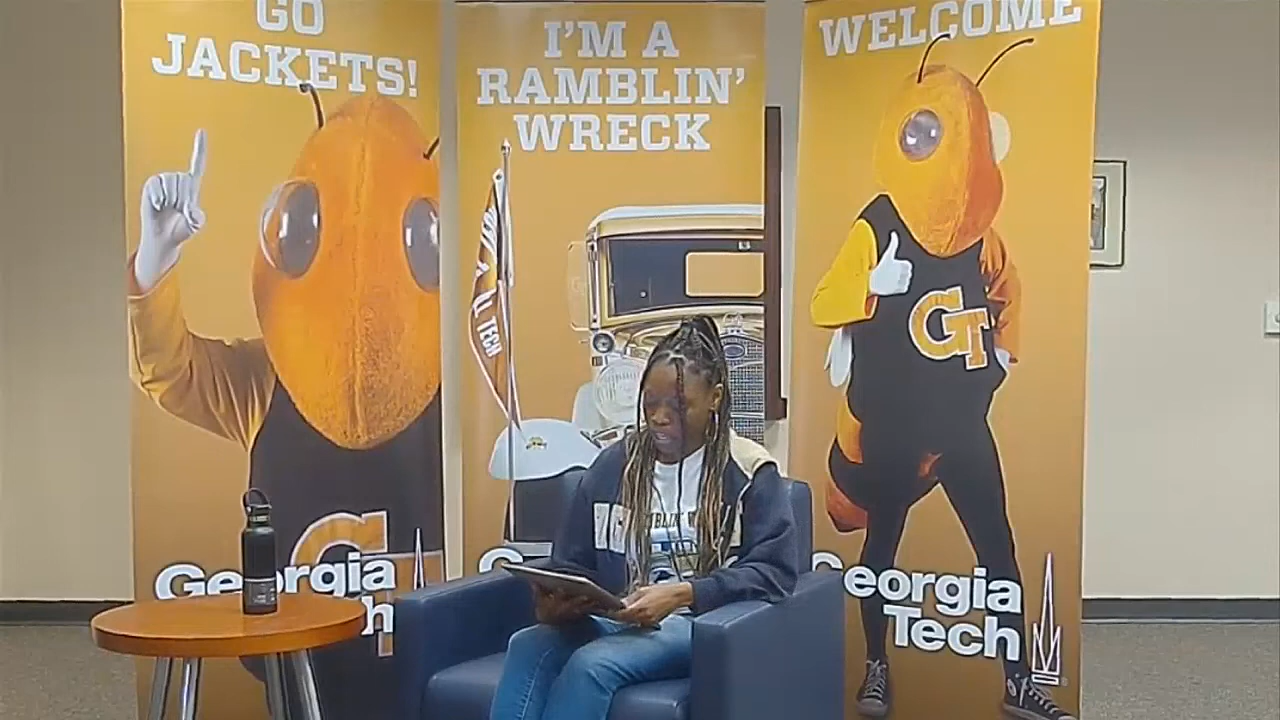 GO
JACKETS!
I'M A
RAMBLIN'
WRECK
WELCOME
TECH
GT
Georgia
Georgia
Tech